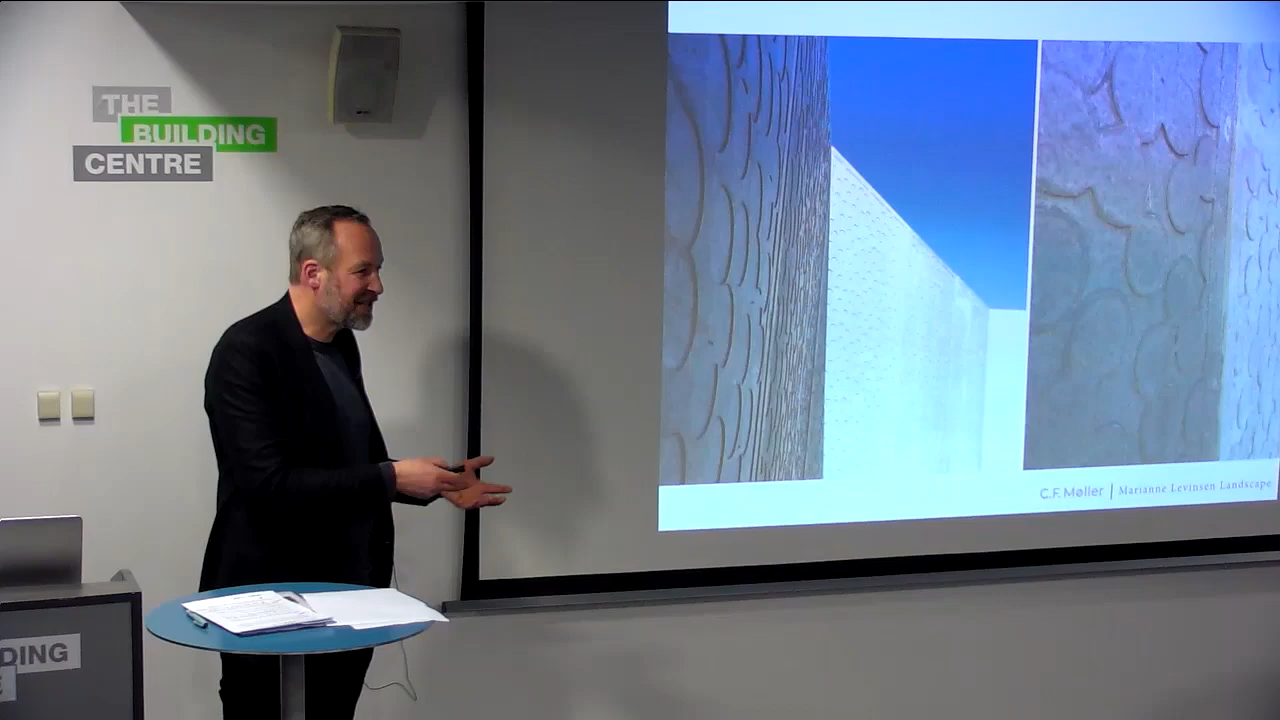 THE
BUILDING
CENTRE
C.F. Møller | Marianne Levinsen Landscape
DING